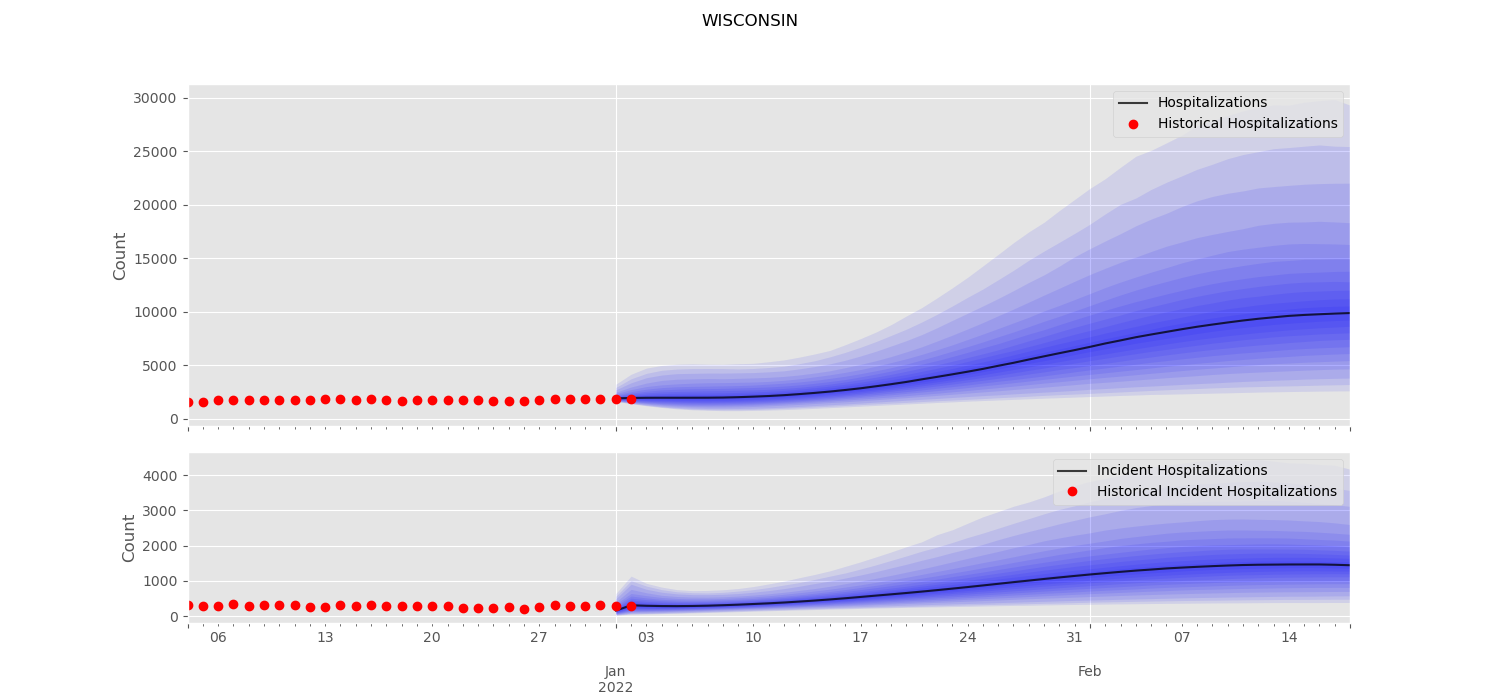 WISCONSIN
30000
25000
20000
15000
10000
5000
0
Count
Hospitalizations
Historical Hospitalizations
4000
3000
2000
1000
0
Count
Incident Hospitalizations
Historical Incident Hospitalizations
06 13 20 27 03 10 17 24 31 07 14
Jan Feb
2022